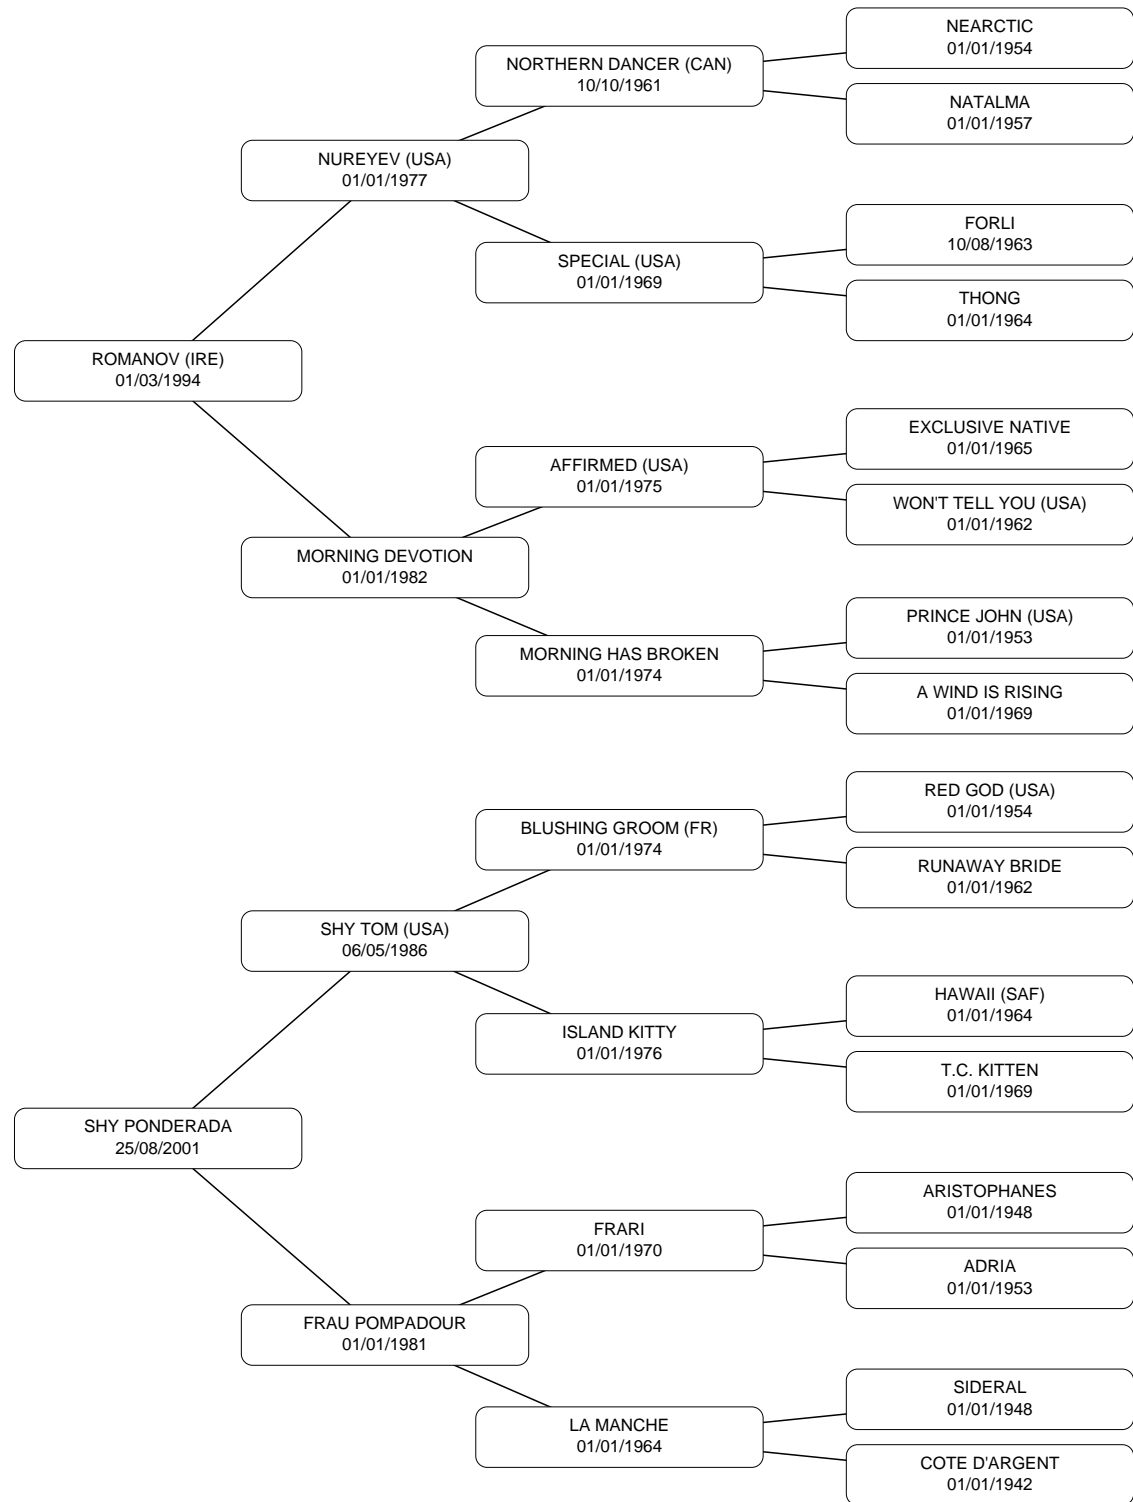 NEARCTIC
01/01/1954
NORTHERN DANCER (CAN)
10/10/1961
NATALMA
01/01/1957
NUREYEV (USA)
01/01/1977
FORLI
10/08/1963
SPECIAL (USA)
01/01/1969
THONG
01/01/1964
ROMANOV (IRE)
01/03/1994
EXCLUSIVE NATIVE
01/01/1965
AFFIRMED (USA)
01/01/1975
WON'T TELL YOU (USA)
01/01/1962
MORNING DEVOTION
01/01/1982
PRINCE JOHN (USA)
01/01/1953
MORNING HAS BROKEN
01/01/1974
A WIND IS RISING
01/01/1969
RED GOD (USA)
01/01/1954
BLUSHING GROOM (FR)
01/01/1974
RUNAWAY BRIDE
01/01/1962
SHY TOM (USA)
06/05/1986
HAWAII (SAF)
01/01/1964
ISLAND KITTY
01/01/1976
T.C. KITTEN
01/01/1969
SHY PONDERADA
25/08/2001
ARISTOPHANES
01/01/1948
FRARI
01/01/1970
ADRIA
01/01/1953
FRAU POMPADOUR
01/01/1981
SIDERAL
01/01/1948
LA MANCHE
01/01/1964
COTE D'ARGENT
01/01/1942